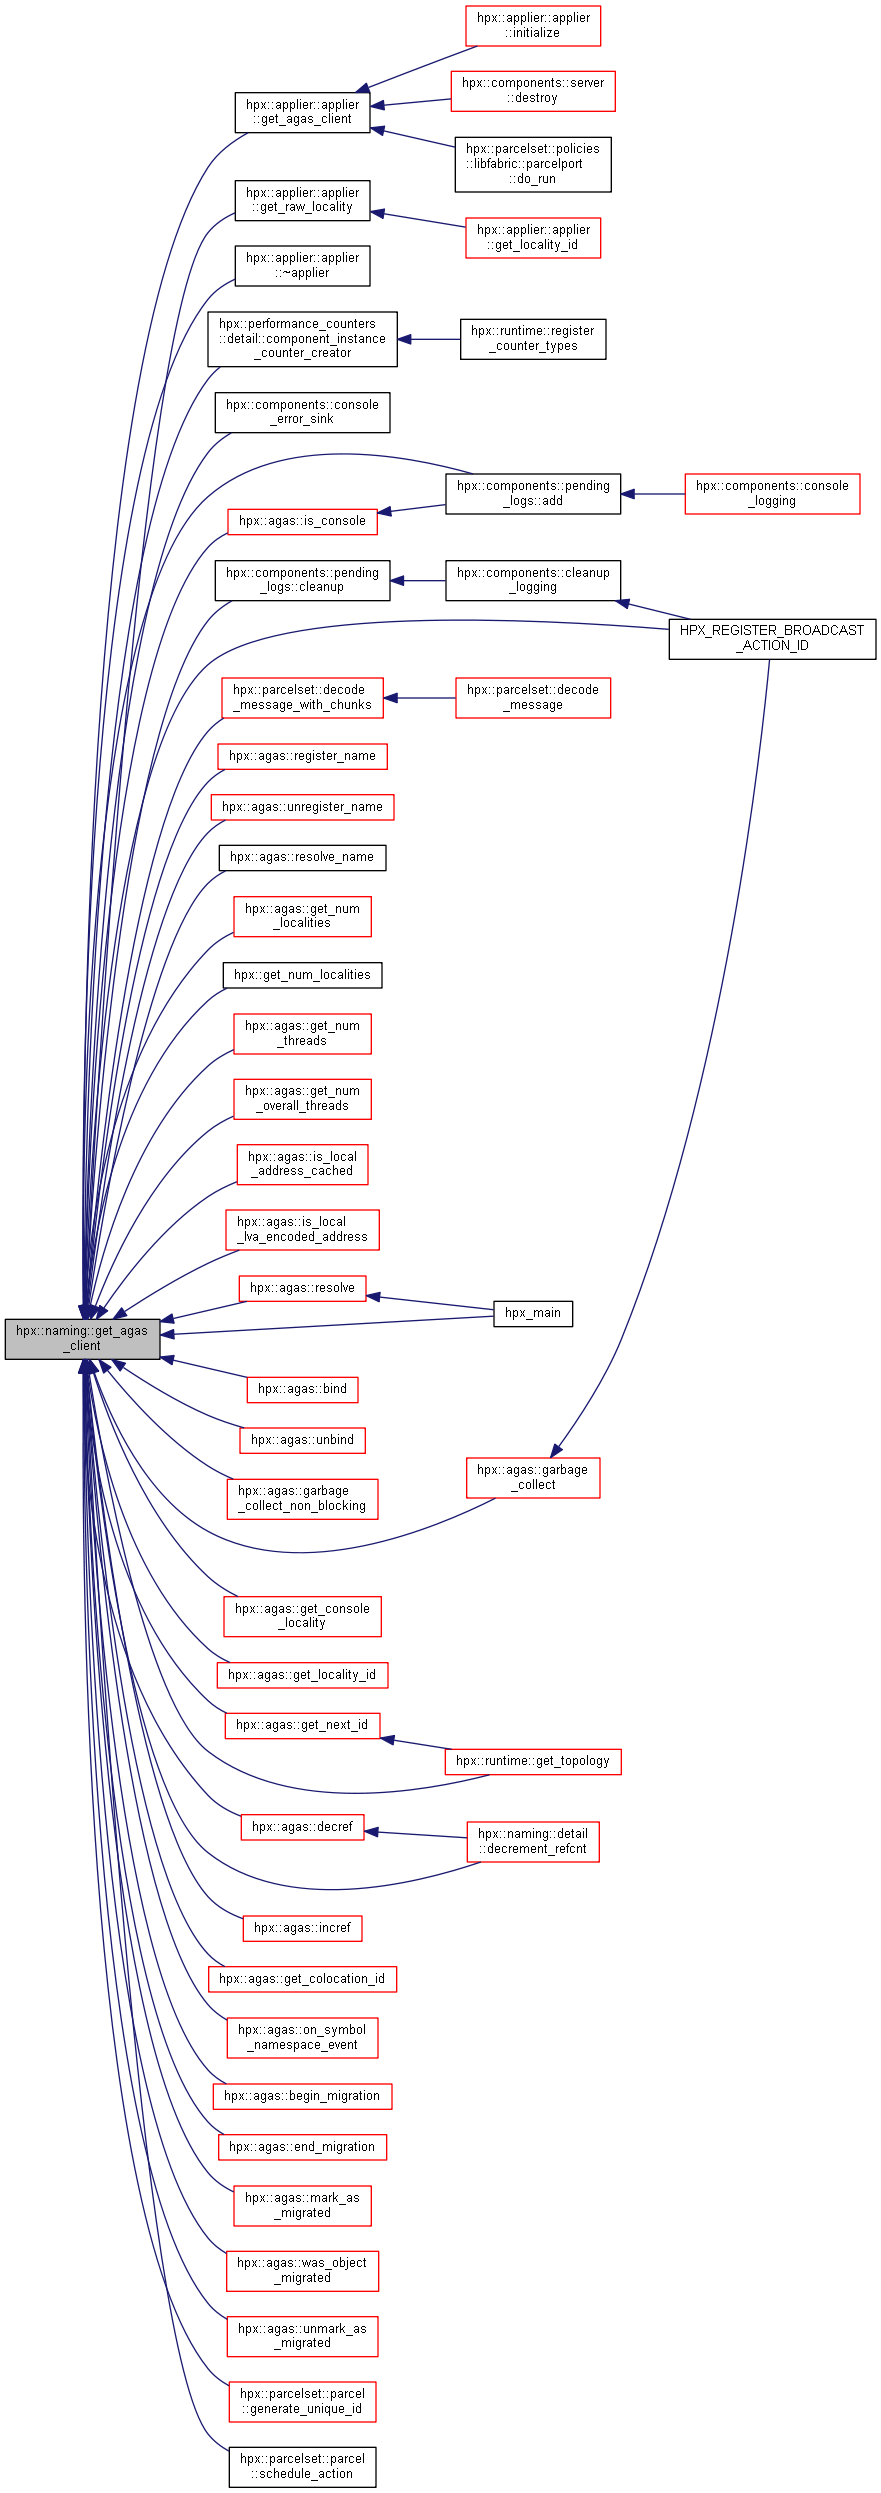 hpx::applier::applier
::initialize
hpx::components::server
::destroy
hpx::applier::applier
::get_agas_client
hpx::parcelset::policies
::libfabric::parcelport
::do_run
hpx::applier::applier
::get_raw_locality
hpx::applier::applier
::get_locality_id
hpx::applier::applier
::~applier
hpx::performance_counters
::detail::component_instance
_counter_creator
hpx::runtime::register
_counter_types
hpx::components::console
_error_sink
hpx::components::pending
_logs::add
hpx::components::console
_logging
hpx::agas::is_console
hpx::components::pending
_logs::cleanup
hpx::components::cleanup
_logging
HPX_REGISTER_BROADCAST
_ACTION_ID
hpx::parcelset::decode
_message_with_chunks
hpx::parcelset::decode
_message
hpx::agas::register_name
hpx::agas::unregister_name
hpx::agas::resolve_name
hpx::agas::get_num
_localities
hpx::get_num_localities
hpx::agas::get_num
_threads
hpx::agas::get_num
_overall_threads
hpx::agas::is_local
_address_cached
hpx::agas::is_local
_lva_encoded_address
hpx::agas::resolve
hpx_main
hpx::naming::get_agas
_client
hpx::agas::bind
hpx::agas::unbind
hpx::agas::garbage
_collect
hpx::agas::garbage
_collect_non_blocking
hpx::agas::get_console
_locality
hpx::agas::get_locality_id
hpx::agas::get_next_id
hpx::runtime::get_topology
hpx::agas::decref
hpx::naming::detail
::decrement_refcnt
hpx::agas::incref
hpx::agas::get_colocation_id
hpx::agas::on_symbol
_namespace_event
hpx::agas::begin_migration
hpx::agas::end_migration
hpx::agas::mark_as
_migrated
hpx::agas::was_object
_migrated
hpx::agas::unmark_as
_migrated
hpx::parcelset::parcel
::generate_unique_id
hpx::parcelset::parcel
::schedule_action